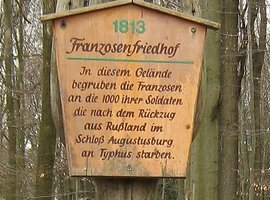 1813
Franzosenfriedhof
In diesem Gelände
begruben die Franzosen
an die 1000 ihrer Soldaten
die nach dem Rückzug
aus Rußland im
Schloß Augustusburg
an Typhus starben.